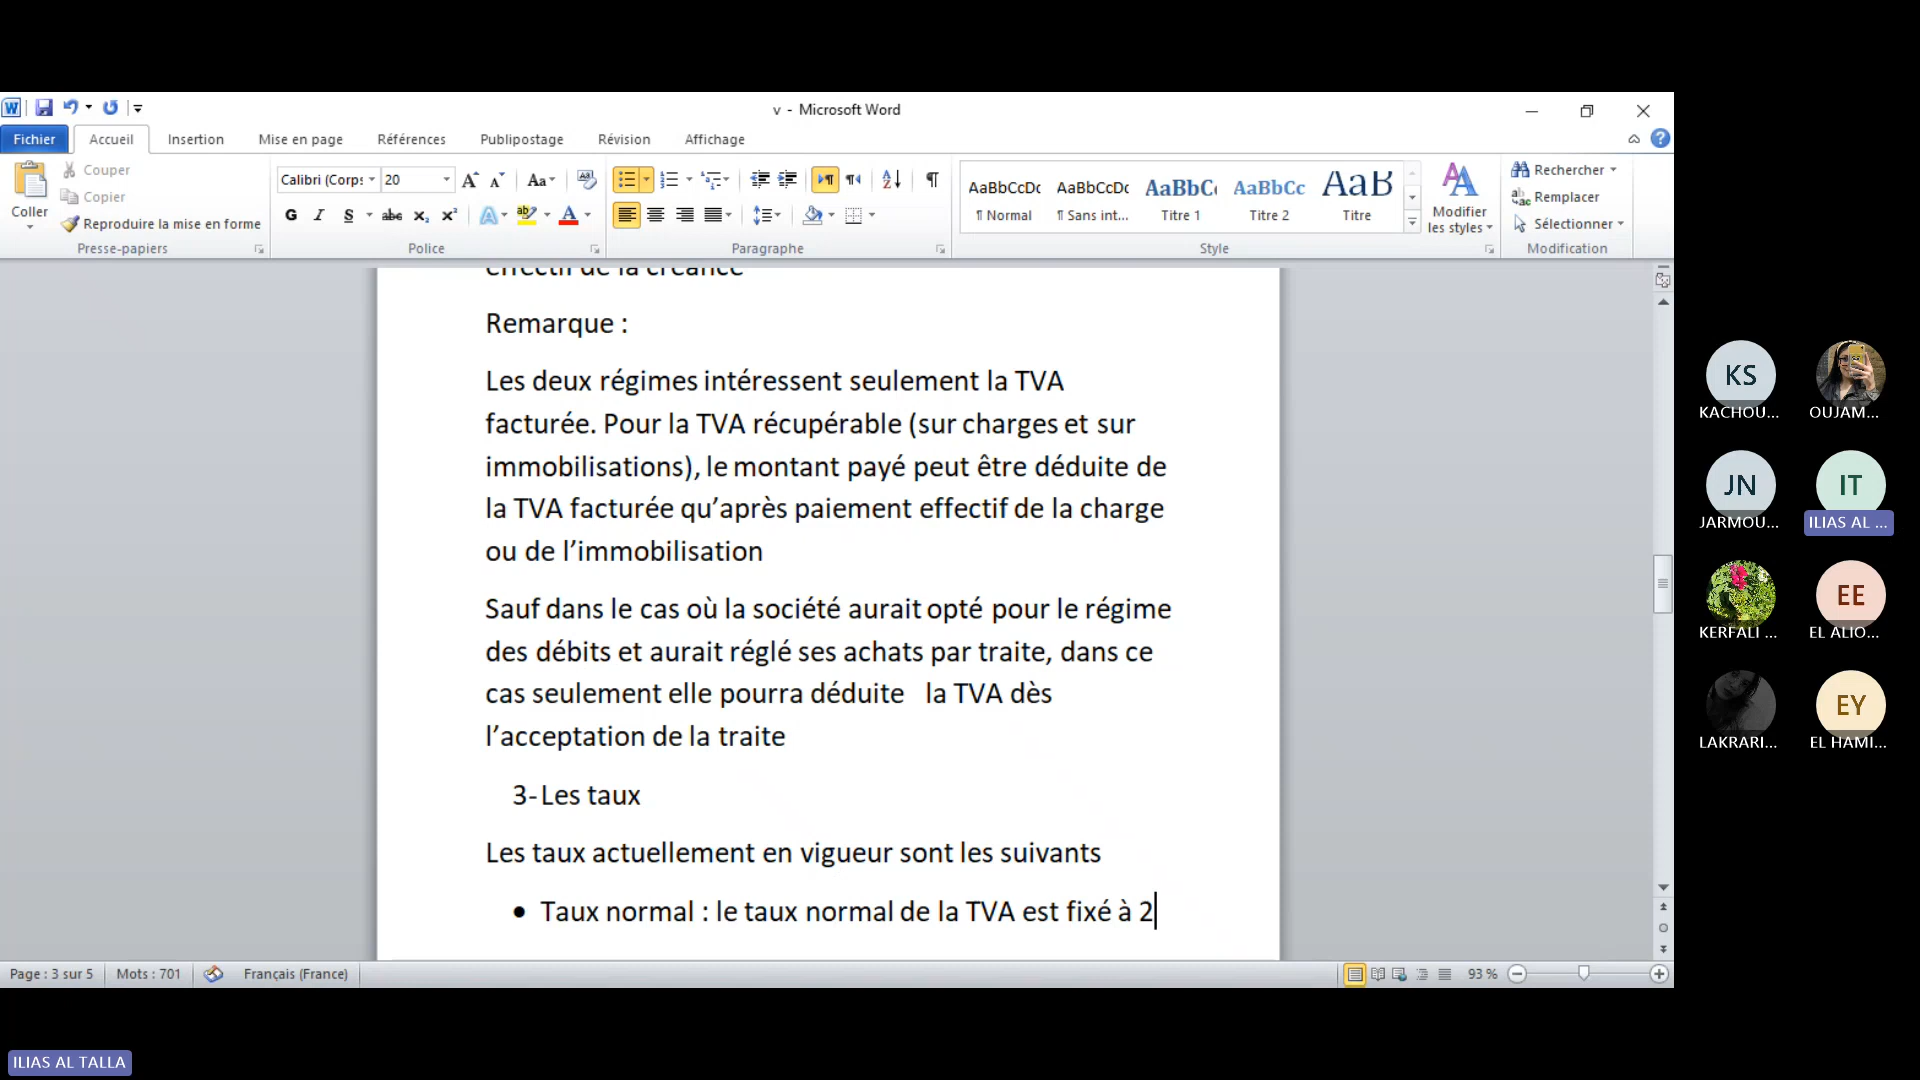 v - Microsoft Word
Fichier Accueil Insertion Mise en page Références Publipostage Révision Affichage
Coller
Couper
Copier
Reproduire la mise en forme
Presse-papiers
Calibri (Corps 20
Police
Paragraphe
AaBbCcDc AaBbCcDc AaBbC AaBbCc AaB
¶ Normal ¶ Sans int... Titre 1 Titre 2 Titre
Modifier
les styles
Style
Rechercher
Remplacer
Sélectionner
Modification
effectif de la créance
Remarque :
Les deux régimes intéressent seulement la TVA
facturée. Pour la TVA récupérable (sur charges et sur
immobilisations), le montant payé peut être déduite de
la TVA facturée qu’après paiement effectif de la charge
ou de l’immobilisation
Sauf dans le cas où la société aurait opté pour le régime
des débits et aurait réglé ses achats par traite, dans ce
cas seulement elle pourra déduite la TVA dès
l’acceptation de la traite
3- Les taux
Les taux actuellement en vigueur sont les suivants
• Taux normal : le taux normal de la TVA est fixé à 2
Page : 3 sur 5 Mots : 701 Français (France) 93 %
KS
KACHOU...
OUJAM...
JN
JARMOU...
IT
ILIAS AL ...
KERFALI ...
EE
EL ALIO...
LAKRARI...
EY
EL HAMI...
ILIAS AL TALLA